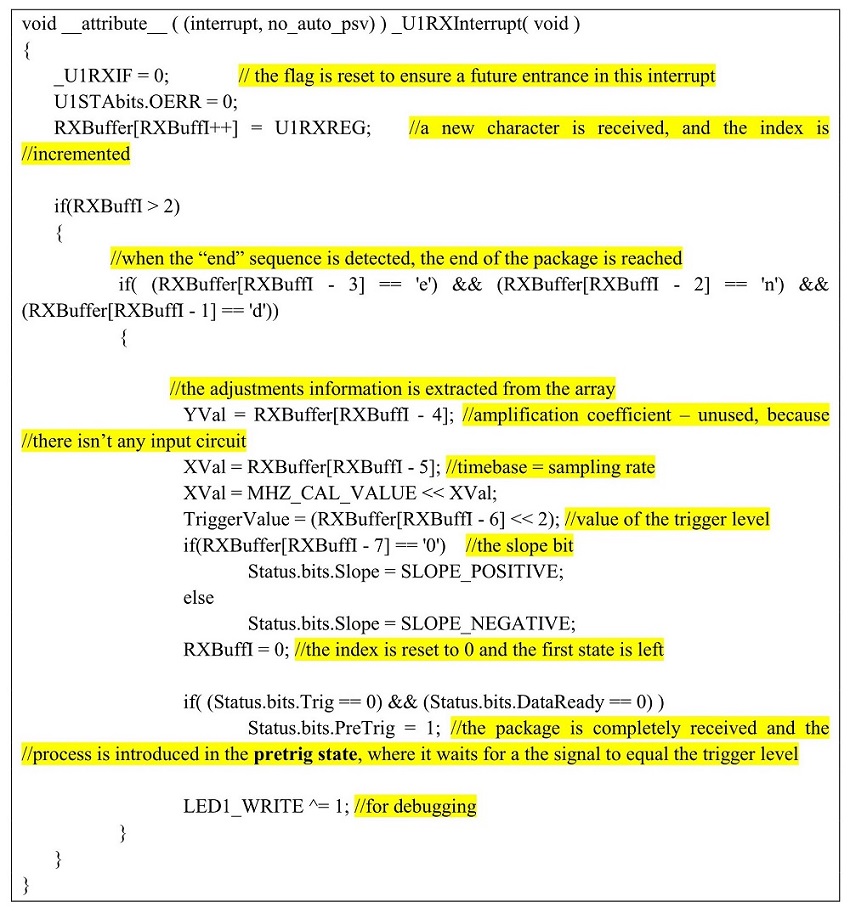 void __attribute__ ( (interrupt, no_auto_psv) ) _U1RXInterrupt( void )
{
_U1RXIF = 0; // the flag is reset to ensure a future entrance in this interrupt
U1STAbits.OERR = 0;
RXBuffer[RXBuffI++] = U1RXREG; //a new character is received, and the index is
//incremented
if(RXBuffI > 2)
{
//when the “end” sequence is detected, the end of the package is reached
if( (RXBuffer[RXBuffI - 3] == 'e') && (RXBuffer[RXBuffI - 2] == 'n') &&
(RXBuffer[RXBuffI - 1] == 'd'))
{
//the adjustments information is extracted from the array
YVal = RXBuffer[RXBuffI - 4]; //amplification coefficient – unused, because
//there isn’t any input circuit
XVal = RXBuffer[RXBuffI - 5]; //timebase = sampling rate
XVal = MHZ_CAL_VALUE << XVal;
TriggerValue = (RXBuffer[RXBuffI - 6] << 2); //value of the trigger level
if(RXBuffer[RXBuffI - 7] == '0') //the slope bit
Status.bits.Slope = SLOPE_POSITIVE;
else
Status.bits.Slope = SLOPE_NEGATIVE;
RXBuffI = 0; //the index is reset to 0 and the first state is left
if( (Status.bits.Trig == 0) && (Status.bits.DataReady == 0) )
Status.bits.PreTrig = 1; //the package is completely received and the
//process is introduced in the pretrig state, where it waits for a the signal to equal the trigger level
LED1_WRITE ^= 1; //for debugging
}
}
}